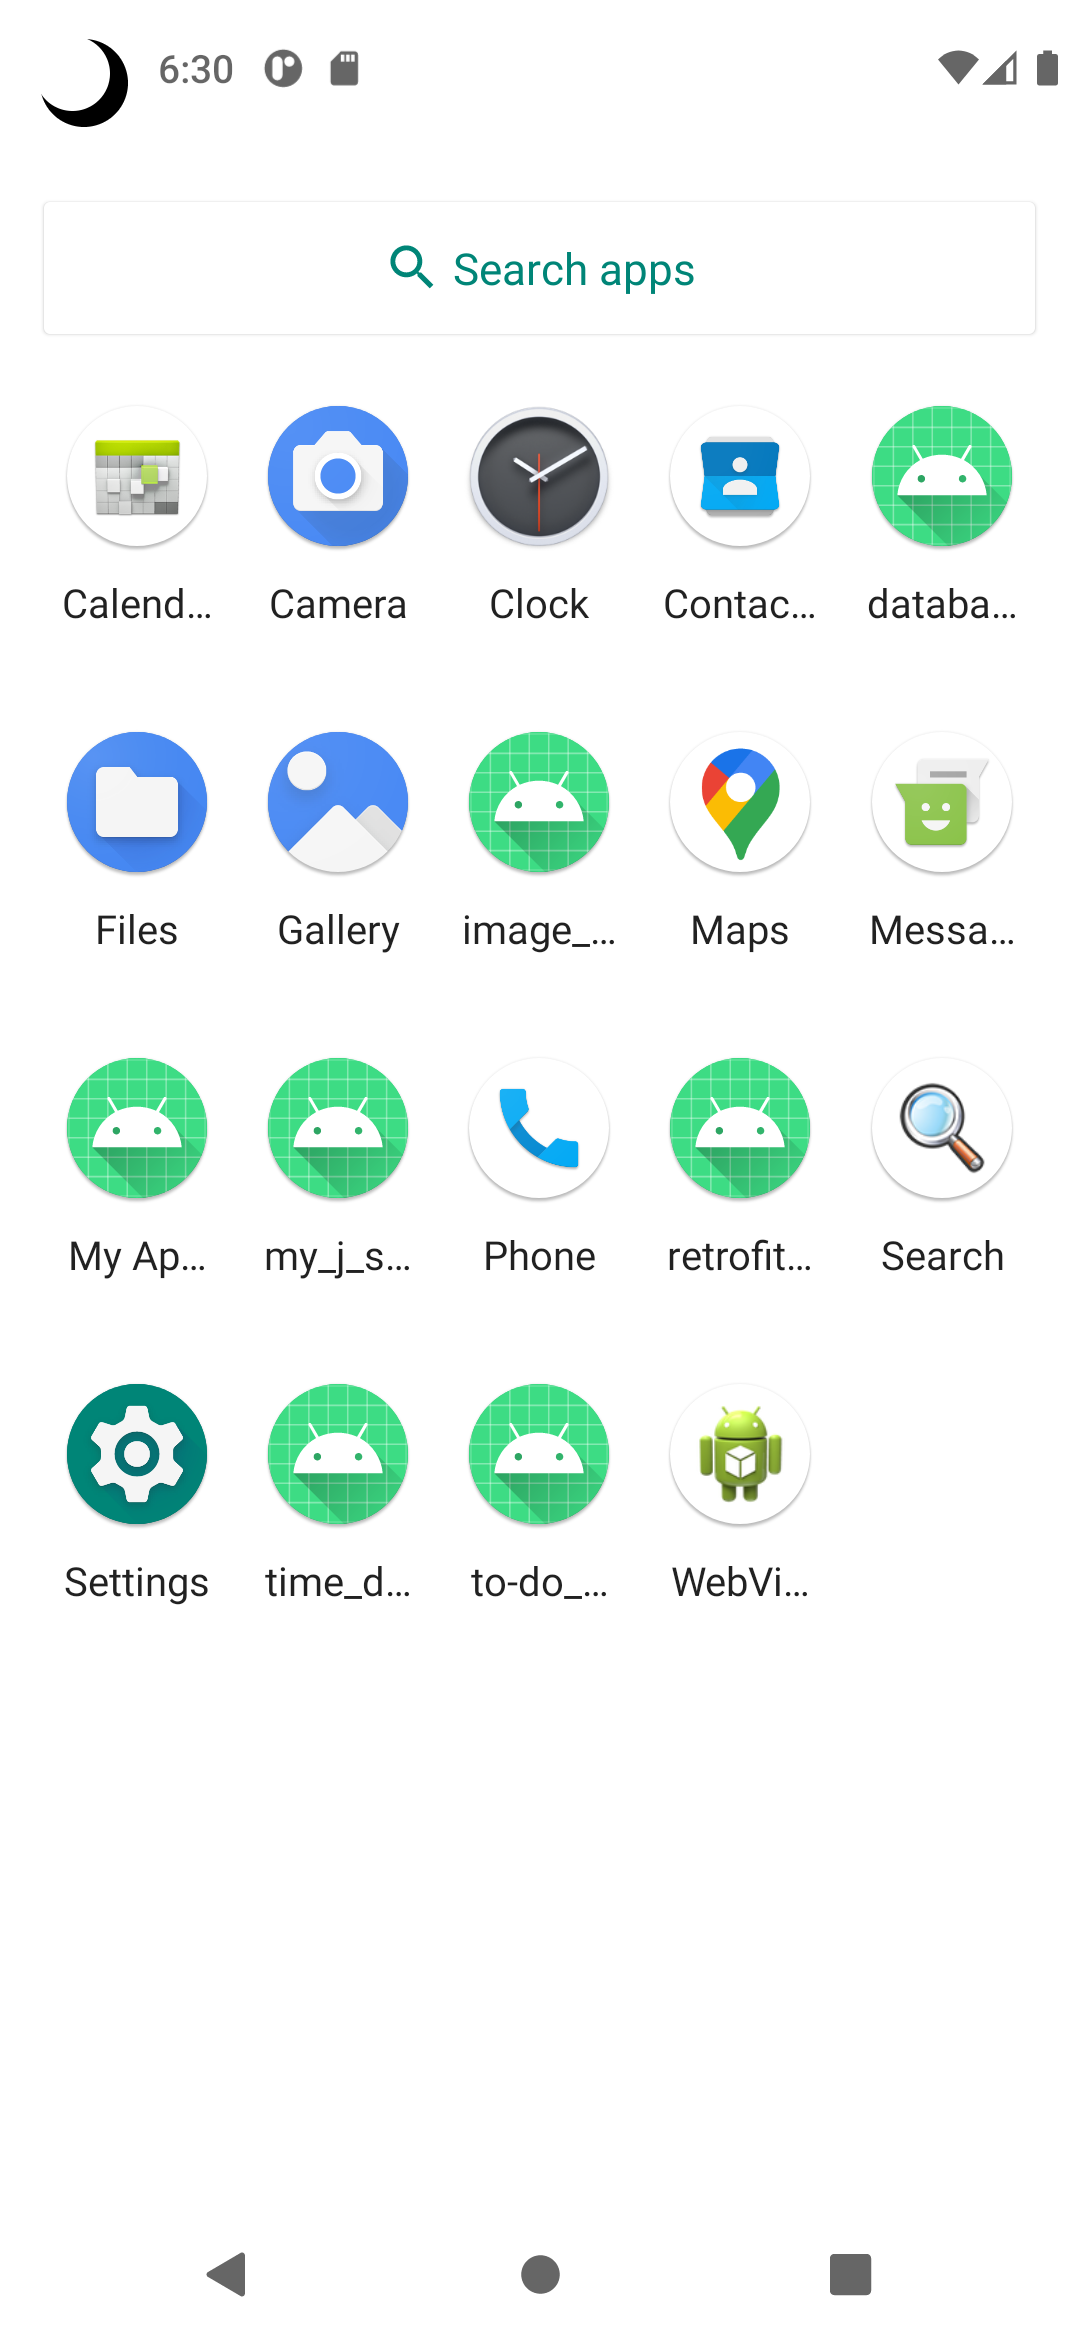 6:30
Search apps
Calend... Camera Clock Contac... databa...
Files Gallery image_... Maps Messa...
My Ap... my_j_s... Phone retrofit... Search
Settings time_d... to-do_... WebVi...